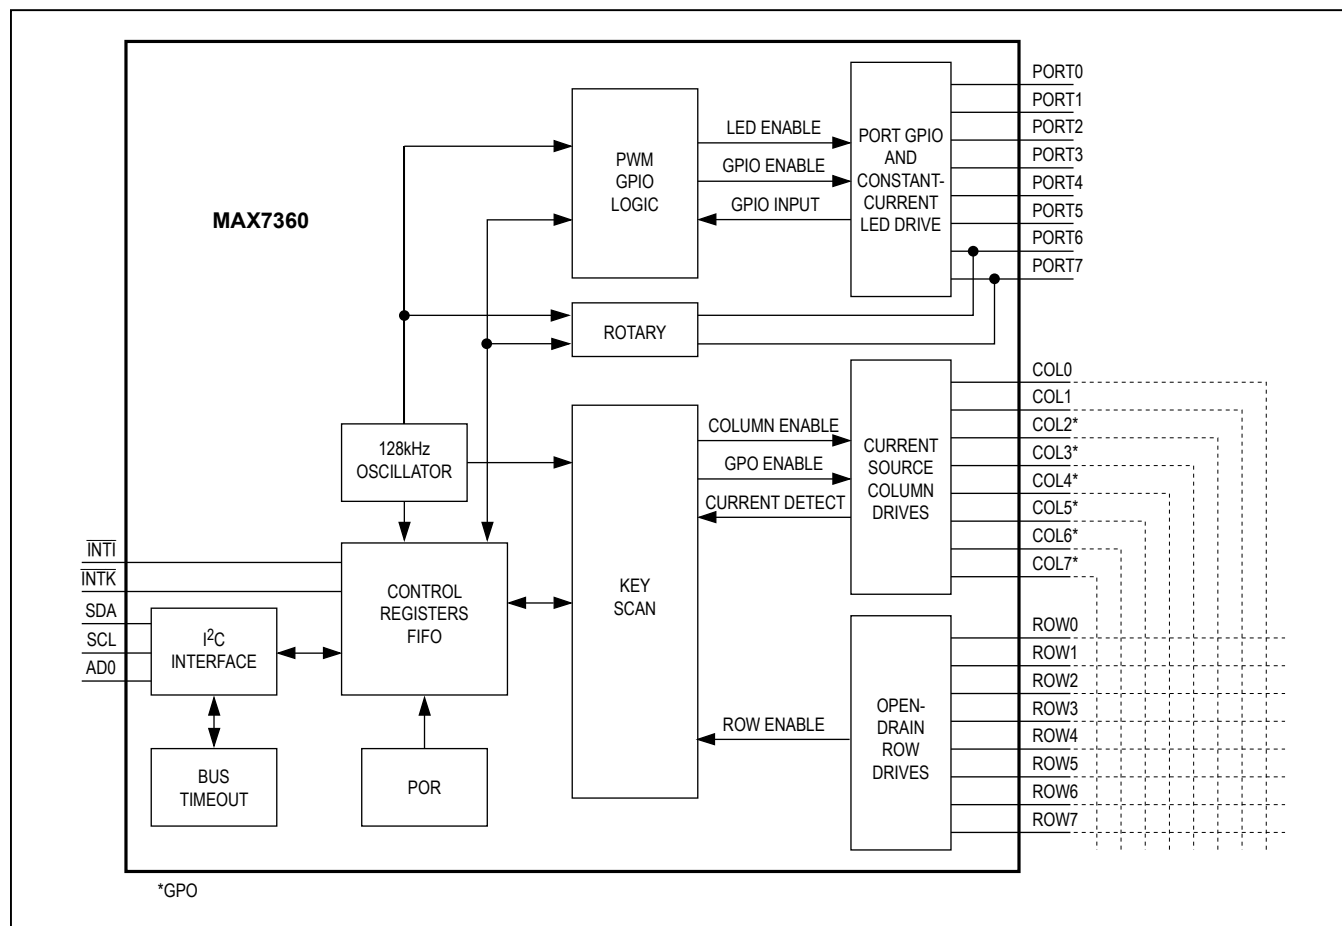 MAX7360
PWM
GPIO
LOGIC
LED ENABLE
GPIO ENABLE
GPIO INPUT
PORT GPIO
AND
CONSTANT-
CURRENT
LED DRIVE
PORT0
PORT1
PORT2
PORT3
PORT4
PORT5
PORT6
PORT7
ROTARY
128kHz
OSCILLATOR
KEY
SCAN
COLUMN ENABLE
GPO ENABLE
CURRENT DETECT
CURRENT
SOURCE
COLUMN
DRIVES
COL0
COL1
COL2*
COL3*
COL4*
COL5*
COL6*
COL7*
INTI
INTK
SDA
SCL
AD0
I2C
INTERFACE
CONTROL
REGISTERS
FIFO
BUS
TIMEOUT
POR
ROW ENABLE
OPEN-
DRAIN
ROW
DRIVES
ROW0
ROW1
ROW2
ROW3
ROW4
ROW5
ROW6
ROW7
*GPO